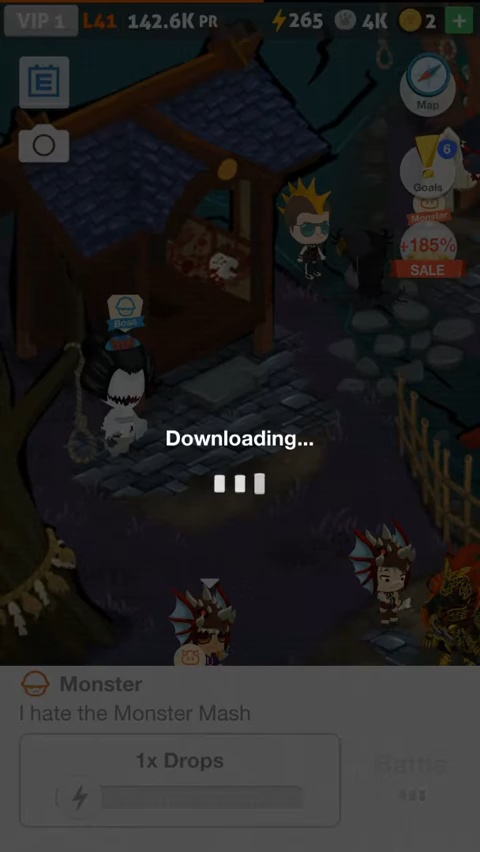 VIP 1 L41 142.6K PR 265 4K 2 +
E
Map
6
Goals
Monster
+185%
SALE
Boss
Downloading...
Monster
I hate the Monster Mash
1x Drops
Battle